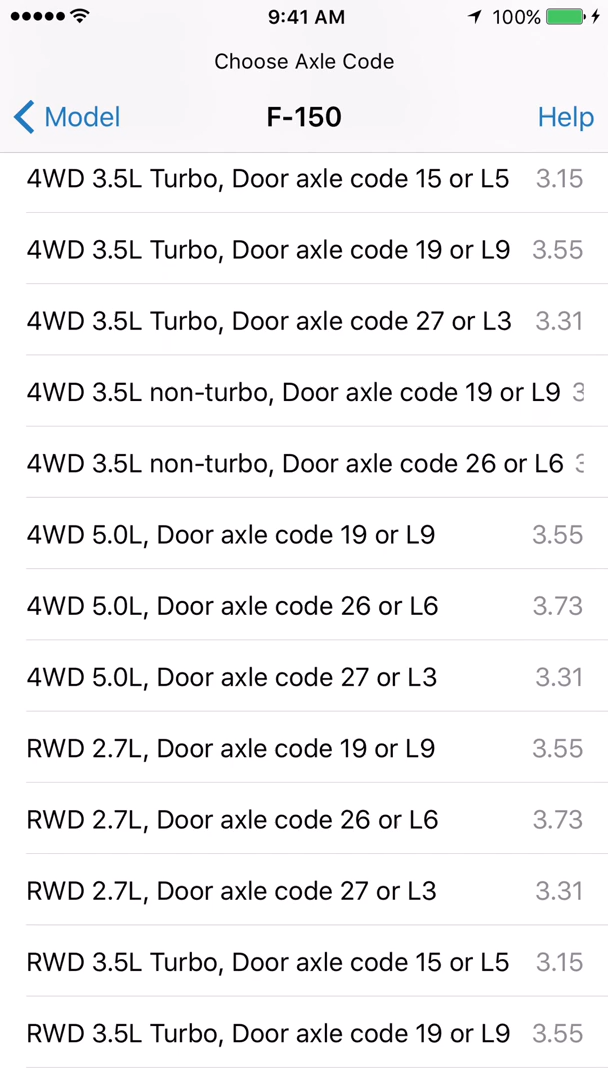 9:41 AM 100%
Choose Axle Code
Model F-150 Help
4WD 3.5L Turbo, Door axle code 15 or L5 3.15
4WD 3.5L Turbo, Door axle code 19 or L9 3.55
4WD 3.5L Turbo, Door axle code 27 or L3 3.31
4WD 3.5L non-turbo, Door axle code 19 or L9
4WD 3.5L non-turbo, Door axle code 26 or L6
4WD 5.0L, Door axle code 19 or L9 3.55
4WD 5.0L, Door axle code 26 or L6 3.73
4WD 5.0L, Door axle code 27 or L3 3.31
RWD 2.7L, Door axle code 19 or L9 3.55
RWD 2.7L, Door axle code 26 or L6 3.73
RWD 2.7L, Door axle code 27 or L3 3.31
RWD 3.5L Turbo, Door axle code 15 or L5 3.15
RWD 3.5L Turbo, Door axle code 19 or L9 3.55